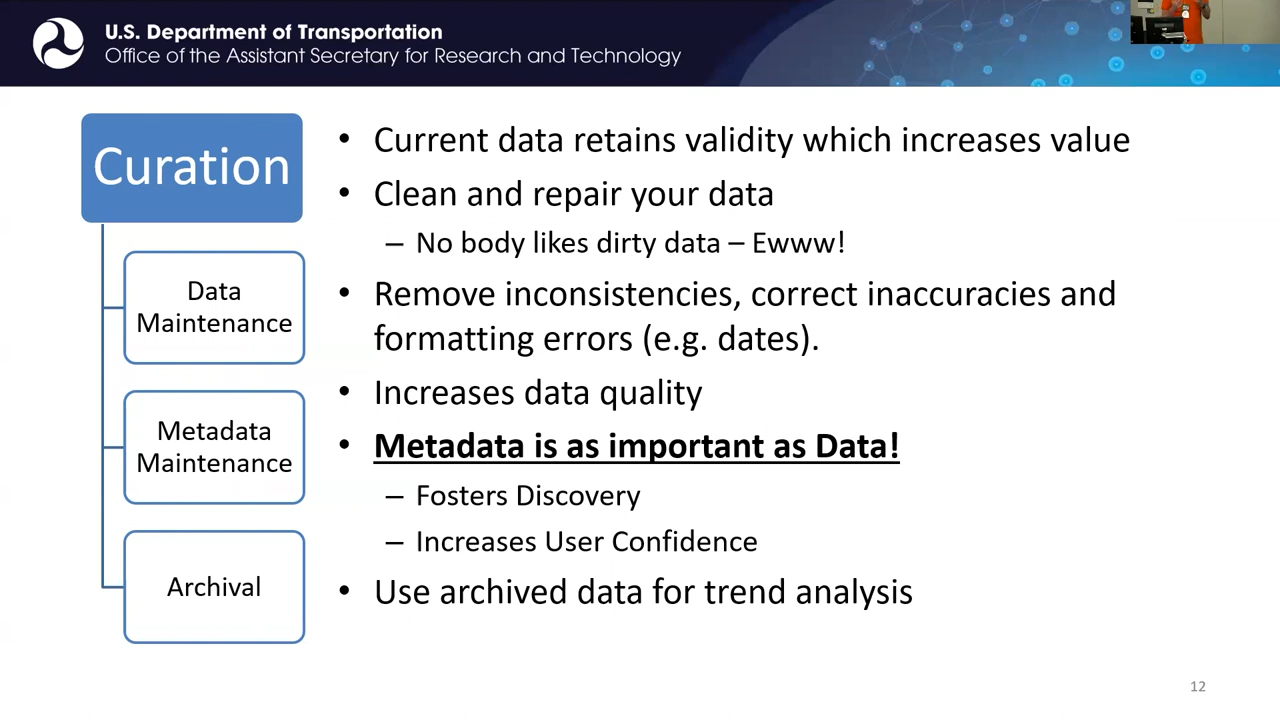 U.S. Department of Transportation
Office of the Assistant Secretary for Research and Technology
Curation
Data
Maintenance
Metadata
Maintenance
Archival
• Current data retains validity which increases value
• Clean and repair your data
– No body likes dirty data – Ewww!
• Remove inconsistencies, correct inaccuracies and
formatting errors (e.g. dates).
• Increases data quality
• Metadata is as important as Data!
– Fosters Discovery
– Increases User Confidence
• Use archived data for trend analysis
12